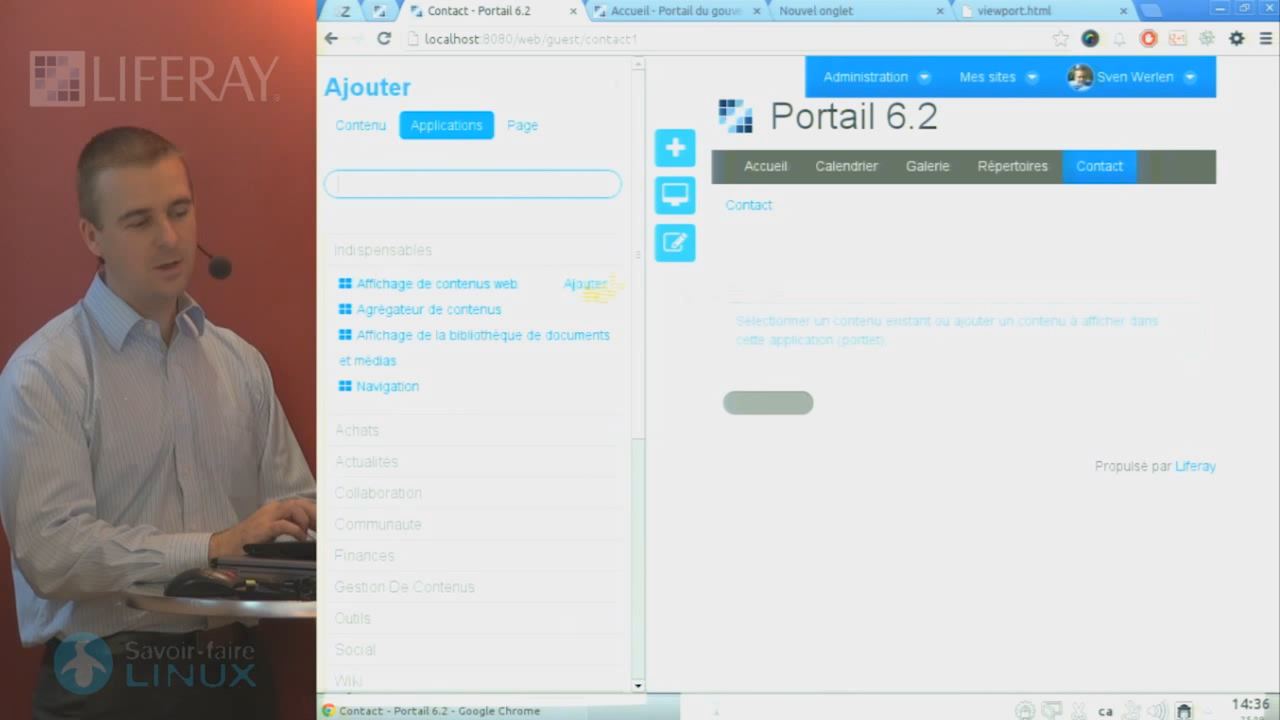 LIFERAY.
Savoir-faire
LINUX
Contact - Portail 6.2
Accueil - Portail du gouve
Nouvel onglet
viewport.html
localhost:8080/web/guest/contact1
Ajouter
Contenu
Applications
Page
Indispensables
Affichage de contenus web
Ajouter
Agrégateur de contenus
Affichage de la bibliothèque de documents
et médias
Navigation
Achats
Actualités
Collaboration
Communauté
Finances
Gestion De Contenus
Outils
Social
Wiki
Administration
Mes sites
Sven Werlen
Portail 6.2
Accueil
Calendrier
Galerie
Répertoires
Contact
Contact
Sélectionner un contenu existant ou ajouter un contenu à afficher dans
cette application (portlet).
Propulsé par Liferay
Contact - Portail 6.2 - Google Chrome
ca
14:36